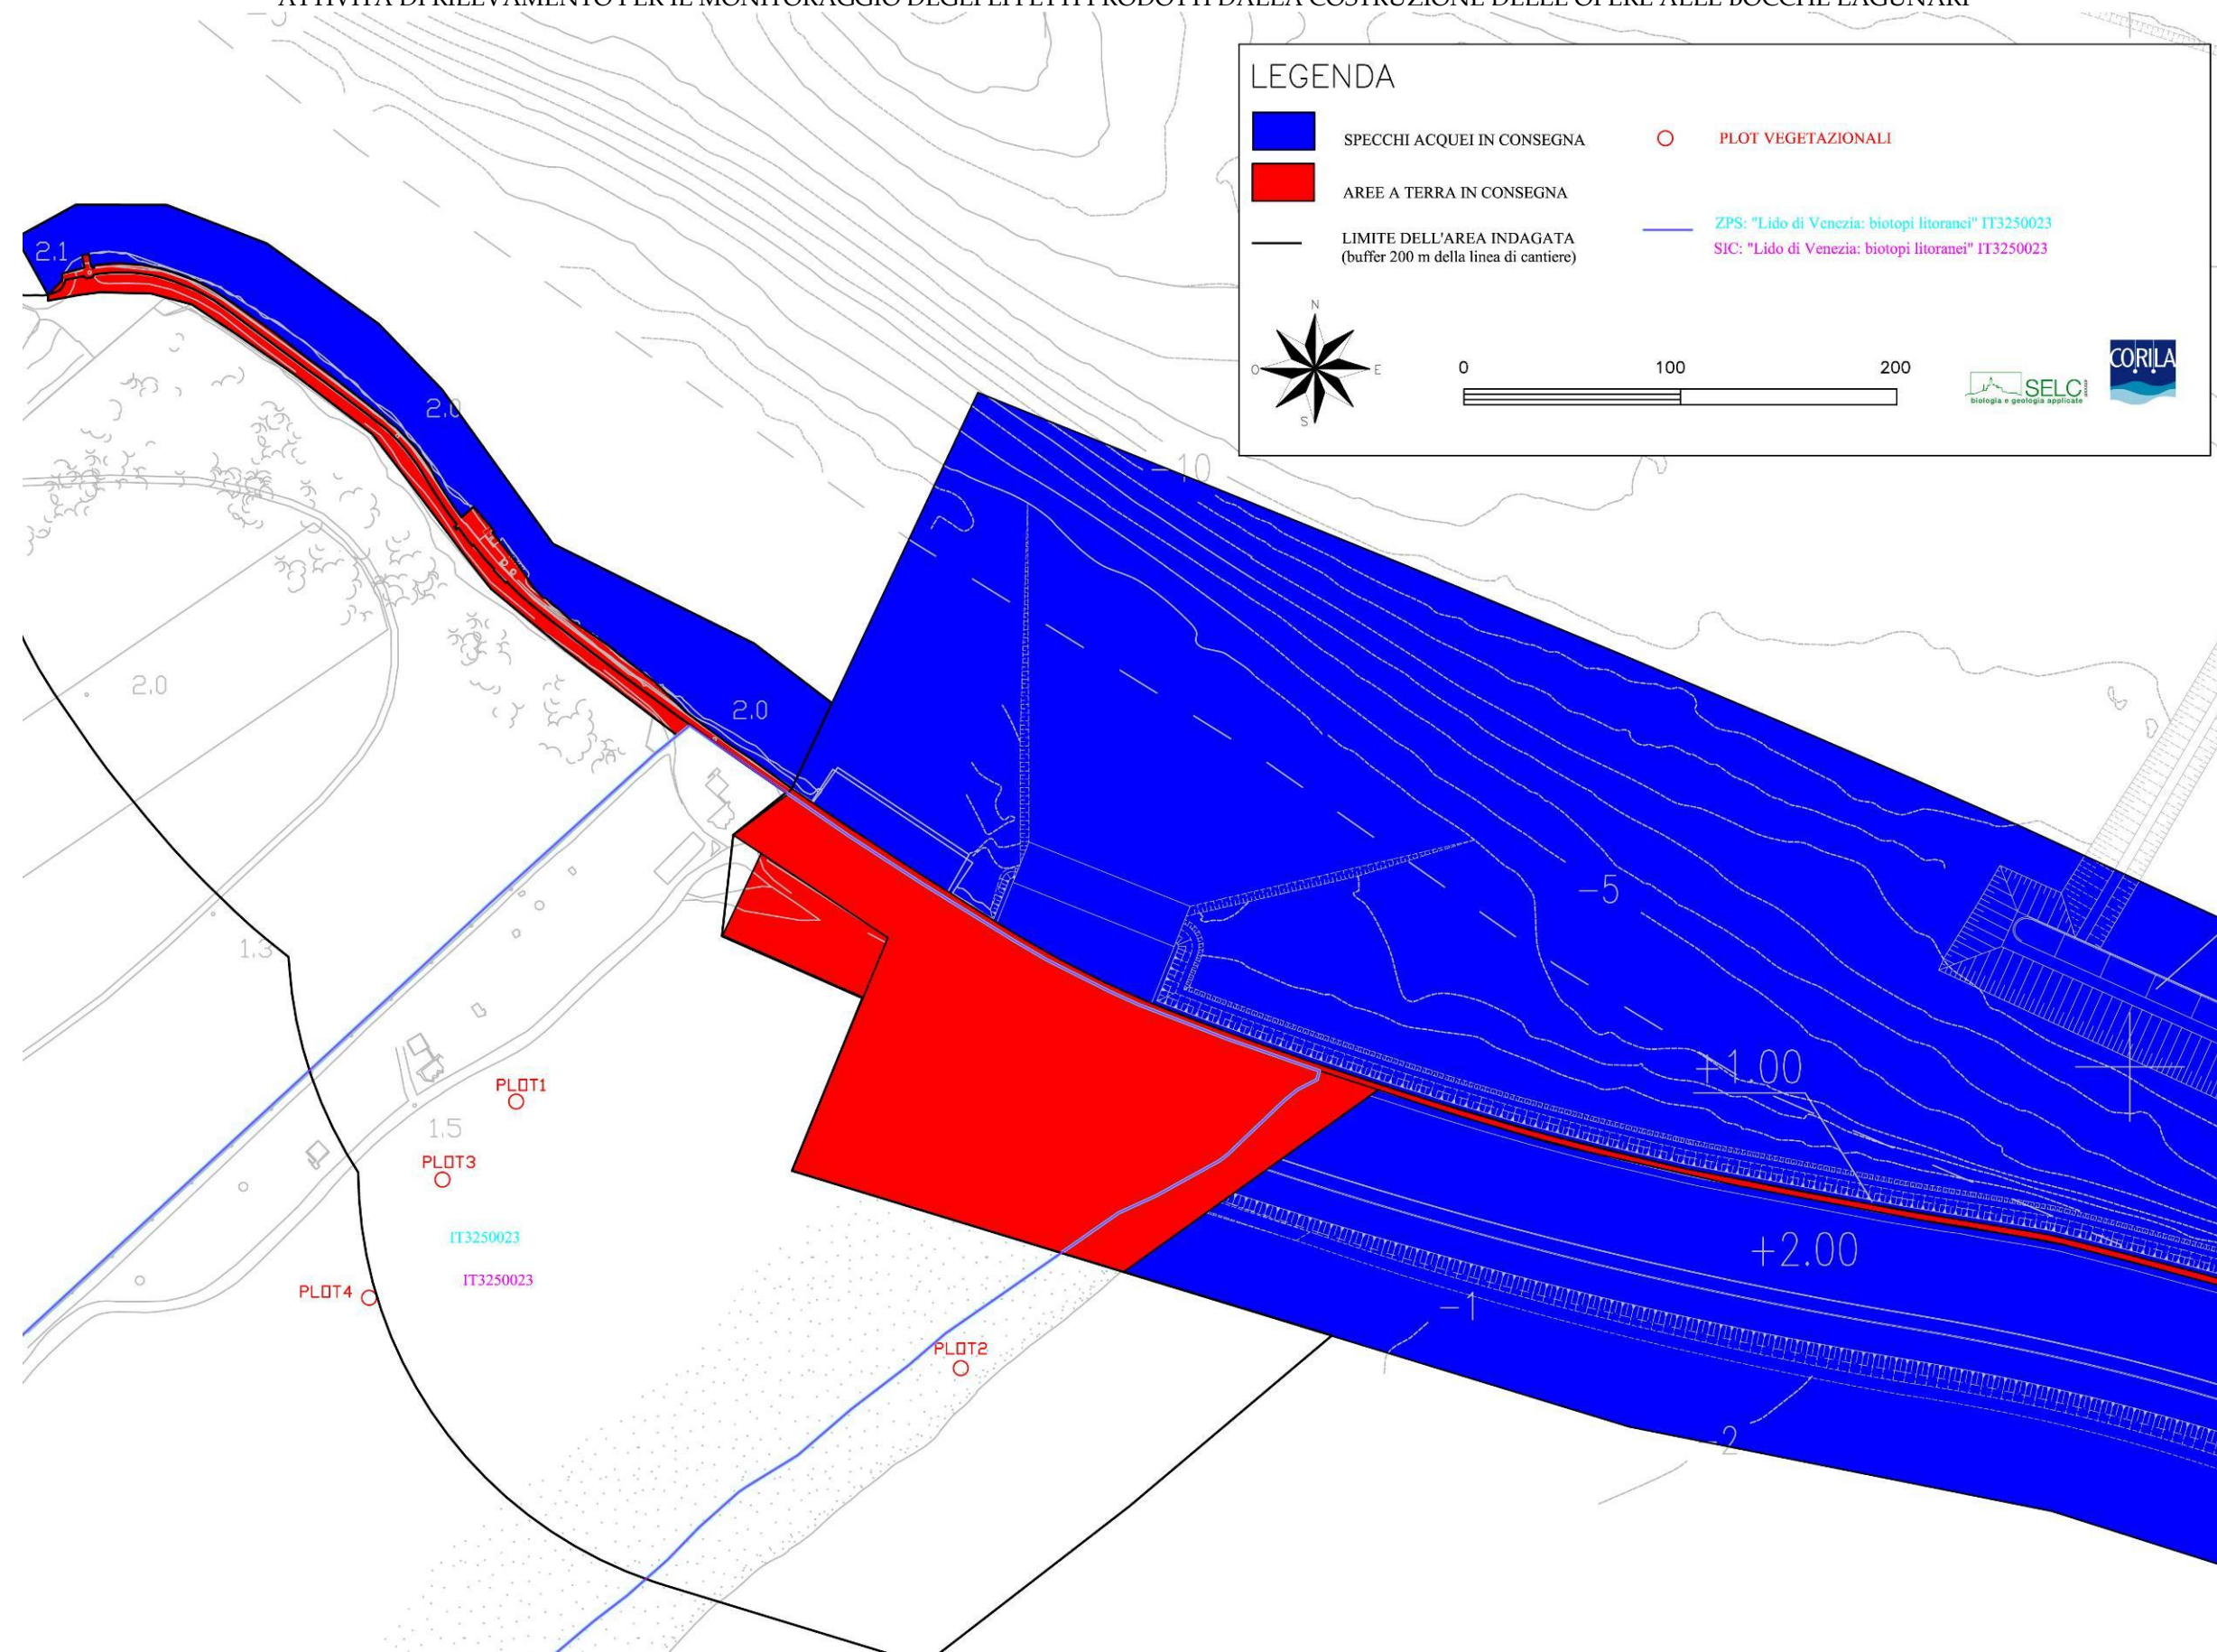 ATTIVITÀ DI RILEVAMENTO PER IL MONITORAGGIO DEGLI EFFETTI PRODOTTI DALLA COSTRUZIONE DELLE OPERE ALLE BOCCHE LAGUNARI
LEGENDA
SPECCHI ACQUEI IN CONSEGNA
PLOT VEGETAZIONALI
AREE A TERRA IN CONSEGNA
LIMITE DELL'AREA INDAGATA
(buffer 200 m della linea di cantiere)
ZPS: "Lido di Venezia: biotopi litoranei" IT3250023
SIC: "Lido di Venezia: biotopi litoranei" IT3250023
N
O
E
S
0
100
200
SELC
biologia e geologia applicate
CORILA
2.1
2.0
-10
2.0
2.0
-5
1.3
+1.00
PLOT1
1.5
PLOT3
IT3250023
+2.00
IT3250023
PLOT4
-1
PLOT2
-2